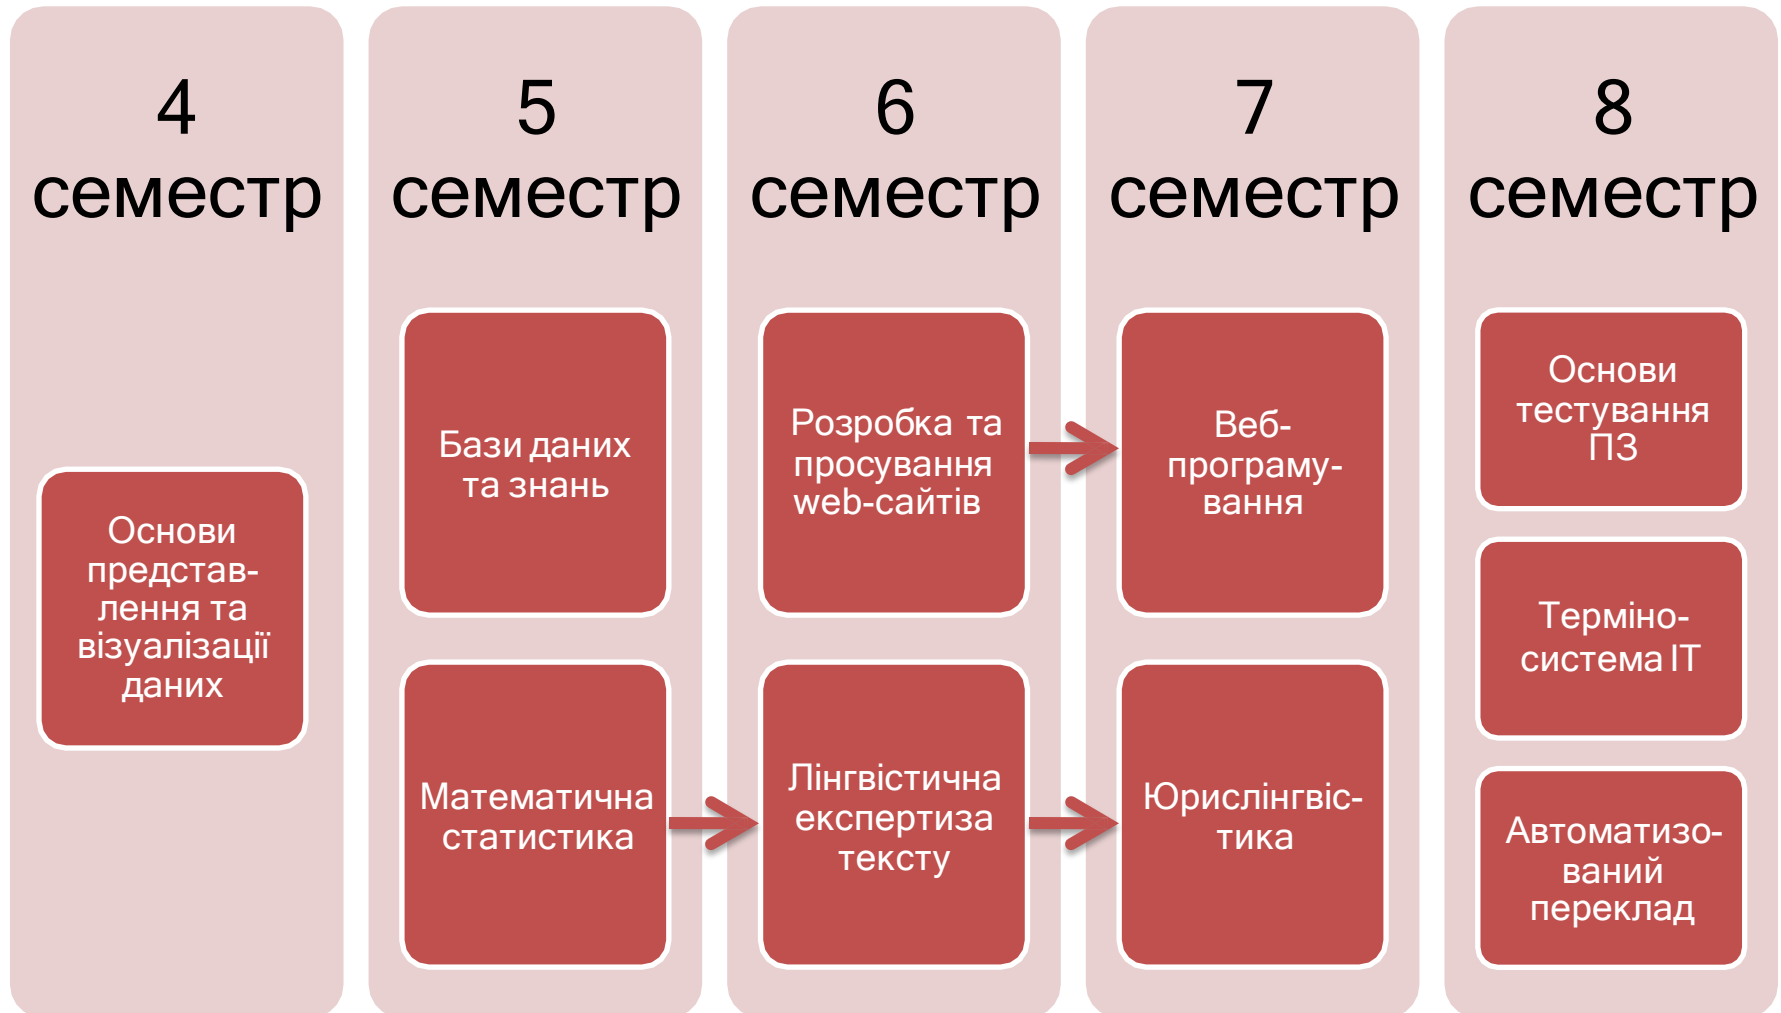 4
семестр
Основи
представ-
лення та
візуалізації
даних
5
семестр
Бази даних
та знань
Математична
статистика
6
семестр
Розробка та
просування
web-сайтів
Лінгвістична
експертиза
тексту
7
семестр
Веб-
програму-
вання
Юрислінгвіс-
тика
8
семестр
Основи
тестування
ПЗ
Терміно-
система ІТ
Автоматизо-
ваний
переклад